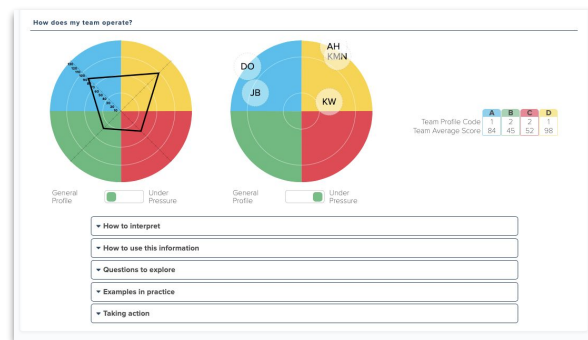 How does my team operate?
DO
JB
AH
KMN
KW
A B C D
Team Profile Code 1 2 2 1
Team Average Score 84 45 52 98
General Profile
Under Pressure
General Profile
Under Pressure
How to interpret
How to use this information
Questions to explore
Examples in practice
Taking action